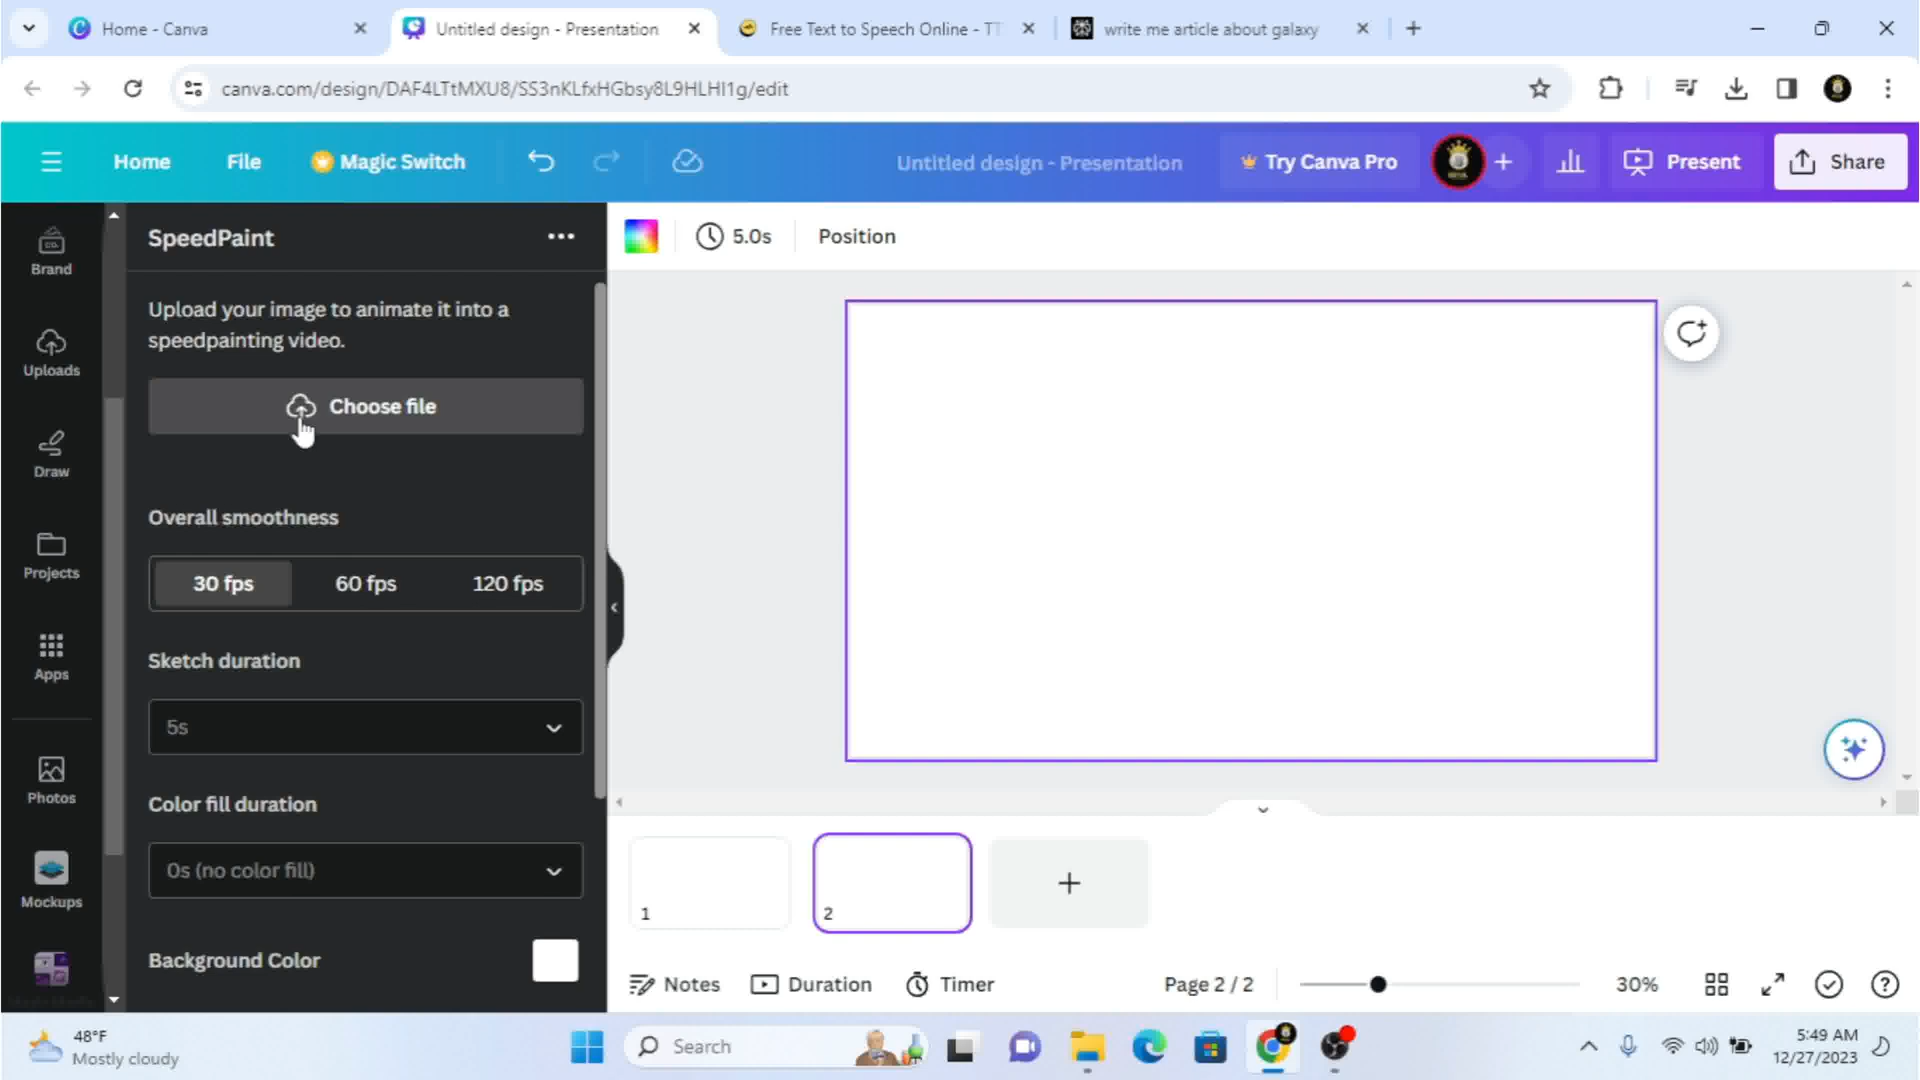 Home - Canva
Untitled design - Presentation
Free Text to Speech Online - TT
write me article about galaxy
canva.com/design/DAF4LTtMXU8/SS3nKLfxHGbsy8L9HLHI1g/edit
Home
File
Magic Switch
Untitled design - Presentation
Try Canva Pro
Present
Share
Brand
Uploads
Draw
Projects
Apps
Photos
Mockups
SpeedPaint
Upload your image to animate it into a
speedpainting video.
Choose file
Overall smoothness
30 fps 60 fps 120 fps
Sketch duration
5s
Color fill duration
0s (no color fill)
Background Color
5.0s
Position
1
2
Notes
Duration
Timer
Page 2 / 2
30%
48°F
Mostly cloudy
Search
5:49 AM
12/27/2023